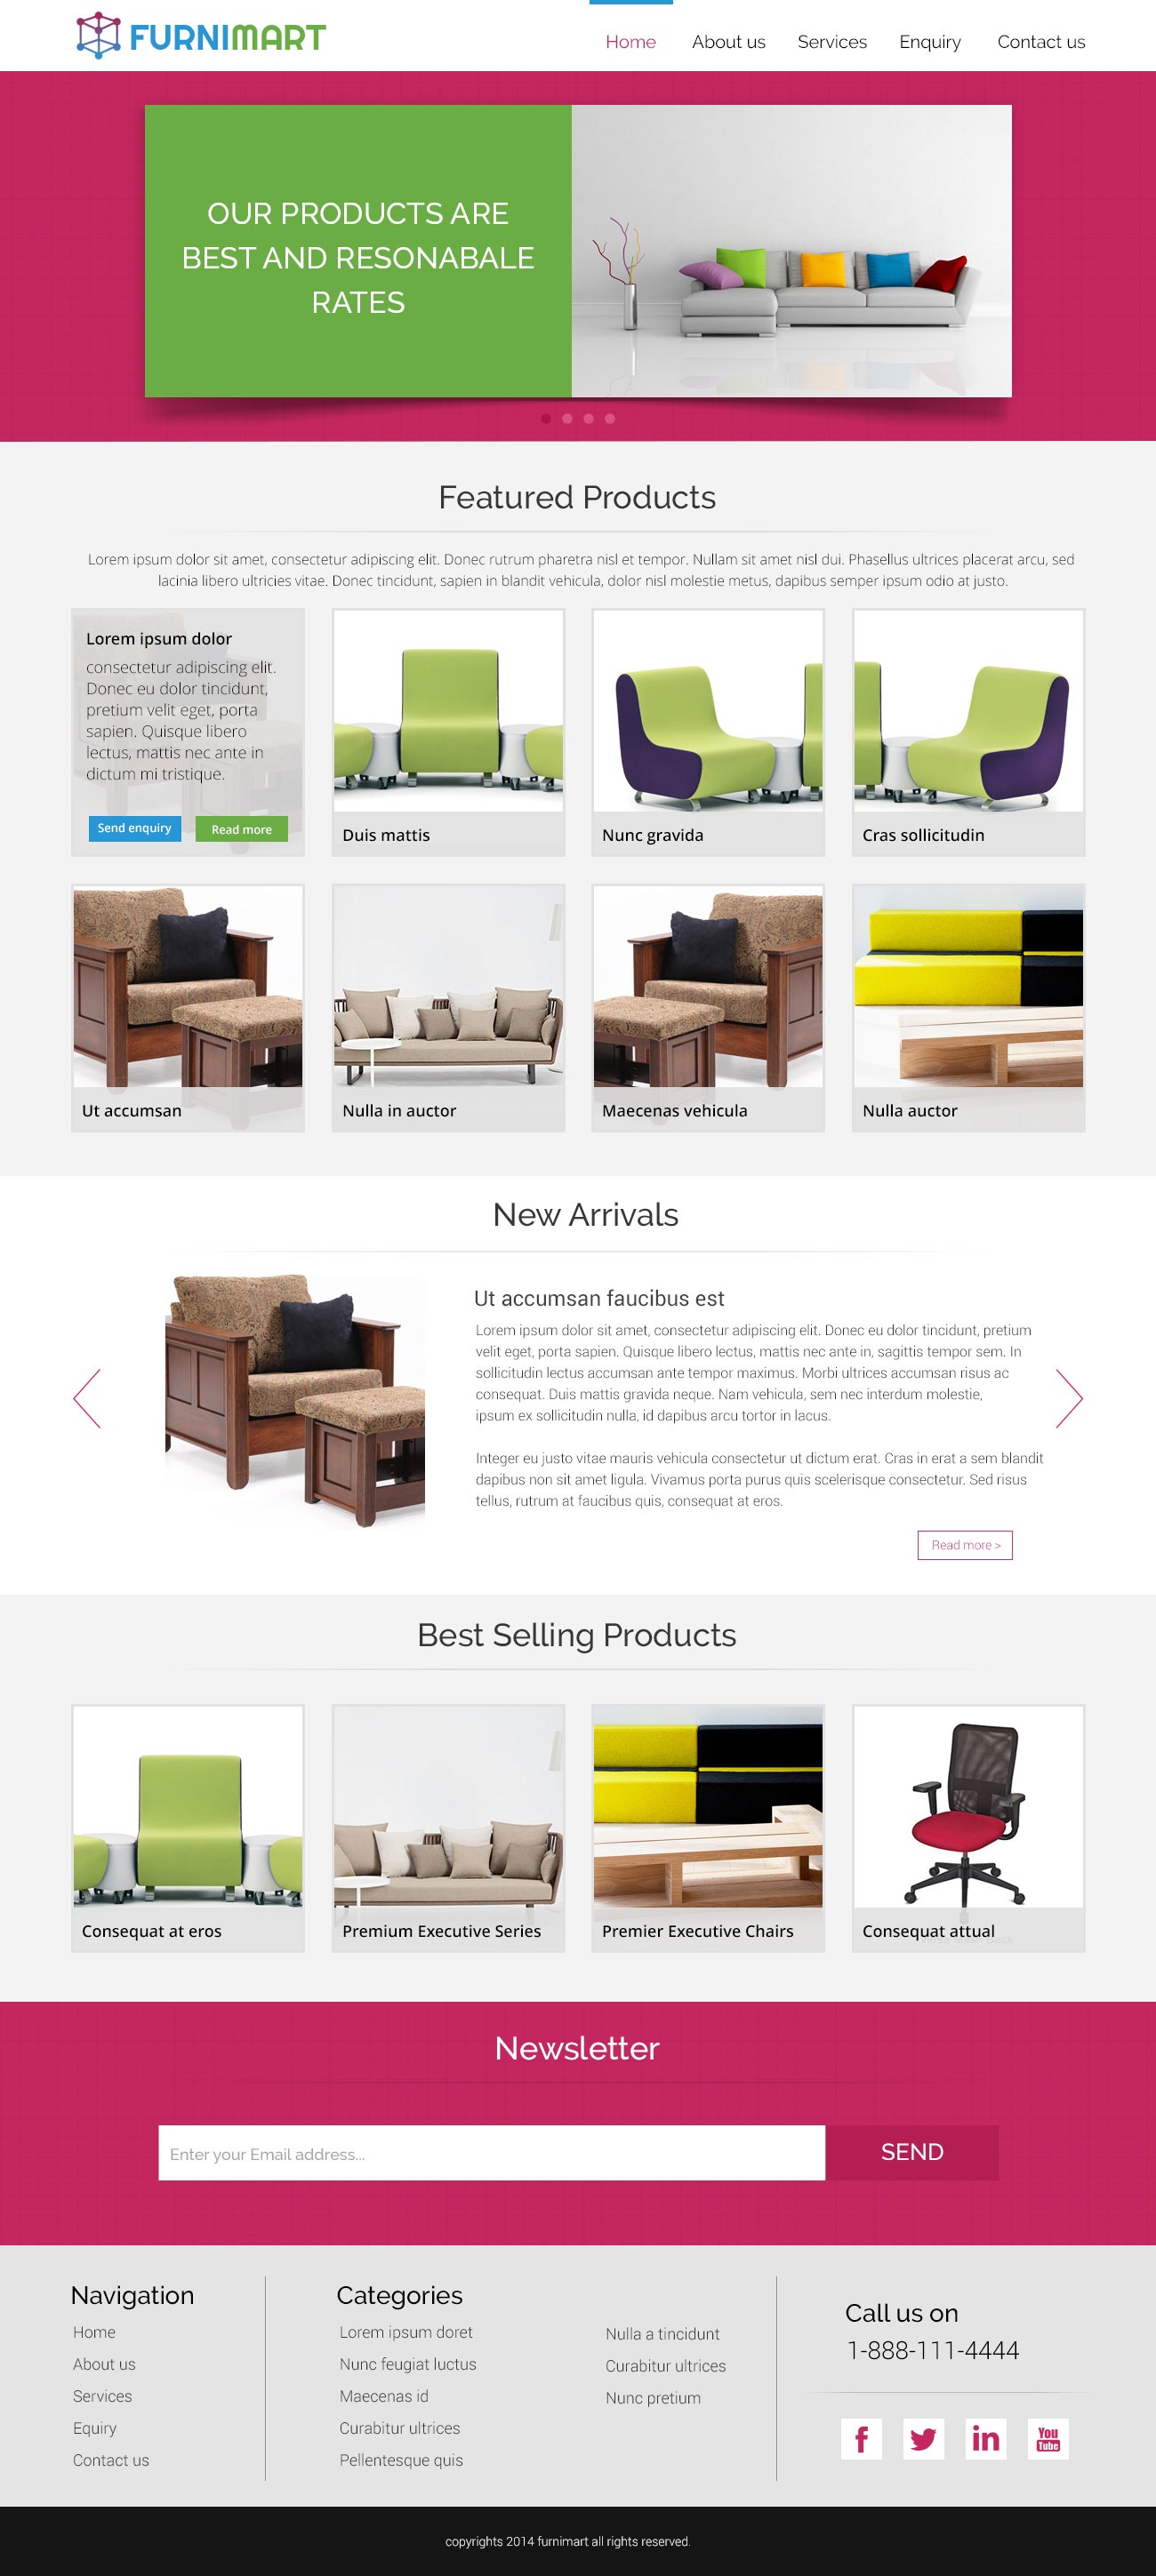 FURNIMART
Home About us Services Enquiry Contact us
OUR PRODUCTS ARE
BEST AND RESONABALE
RATES
Featured Products
Lorem ipsum dolor sit amet, consectetur adipiscing elit. Donec rutrum pharetra nisl et tempor. Nullam sit amet nisl dui. Phasellus ultrices placerat arcu, sed
lacinia libero ultricies vitae. Donec tincidunt, sapien in blandit vehicula, dolor nisl molestie metus, dapibus semper ipsum odio at justo.
Lorem ipsum dolor
consectetur adipiscing elit.
Donec eu dolor tincidunt,
pretium velit eget, porta
sapien. Quisque libero
lectus, mattis nec ante in
dictum mi tristique.
Send enquiry Read more
Duis mattis
Nunc gravida
Cras sollicitudin
Ut accumsan
Nulla in auctor
Maecenas vehicula
Nulla auctor
New Arrivals
Ut accumsan faucibus est
Lorem ipsum dolor sit amet, consectetur adipiscing elit. Donec eu dolor tincidunt, pretium
velit eget, porta sapien. Quisque libero lectus, mattis nec ante in, sagittis tempor sem. In
sollicitudin lectus accumsan ante tempor maximus. Morbi ultrices accumsan risus ac
consequat. Duis mattis gravida neque. Nam vehicula, sem nec interdum molestie,
ipsum ex sollicitudin nulla, id dapibus arcu tortor in lacus.
Integer eu justo vitae mauris vehicula consectetur ut dictum erat. Cras in erat a sem blandit
dapibus non sit amet ligula. Vivamus porta purus quis scelerisque consectetur. Sed risus
tellus, rutrum at faucibus quis, consequat at eros.
Read more >
Best Selling Products
Consequat at eros
Premium Executive Series
Premier Executive Chairs
Consequat attual
Newsletter
Enter your Email address...
SEND
Navigation
Home
About us
Services
Equiry
Contact us
Categories
Lorem ipsum doret
Nunc feugiat luctus
Maecenas id
Curabitur ultrices
Pellentesque quis
Nulla a tincidunt
Curabitur ultrices
Nunc pretium
Call us on
1-888-111-4444
f in You
Tube
copyrights 2014 furnimart all rights reserved.